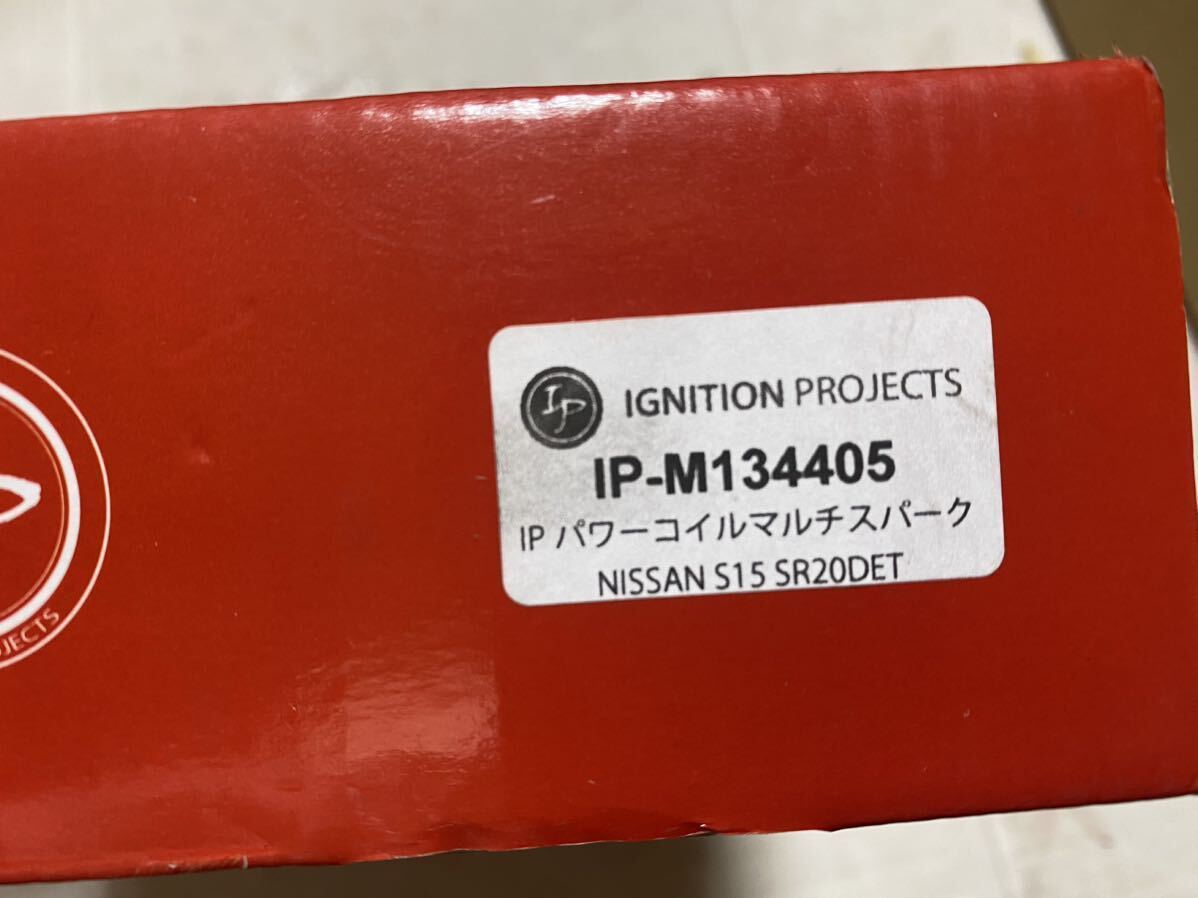 IP IGNITION PROJECTS
IP-M134405
IP パワーコイルマルチスパーク
NISSAN S15 SR20DET